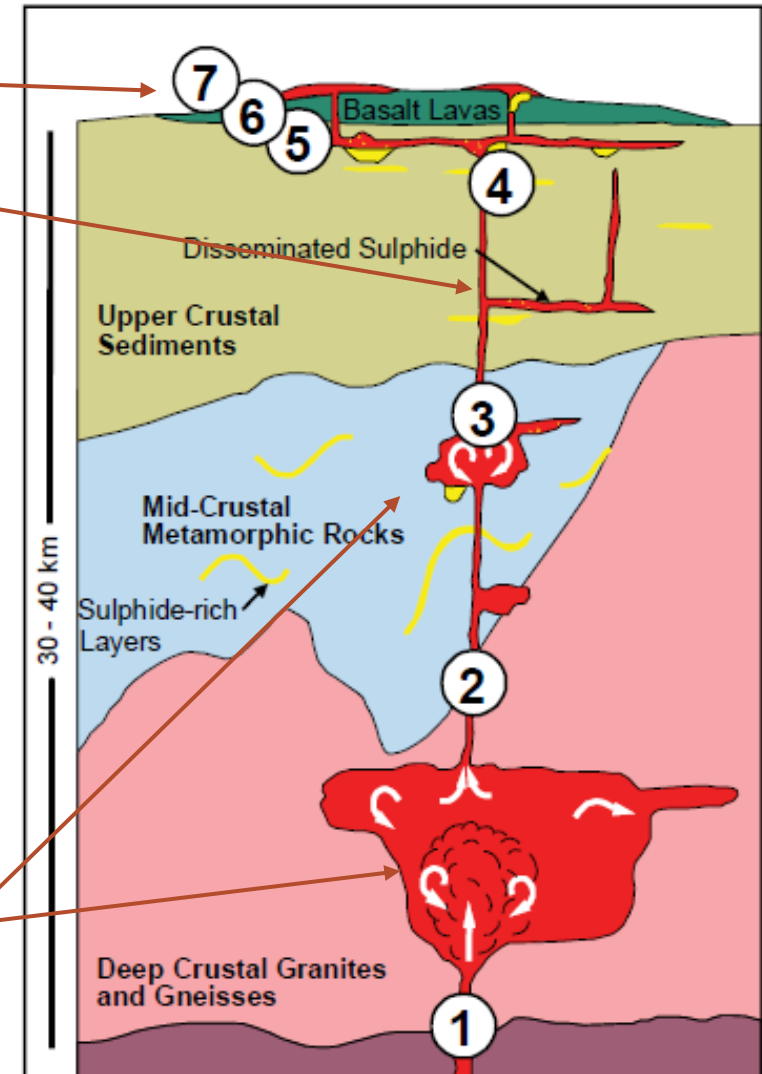 7
6
5
Basalt Lavas
4
Disseminated Sulphide
Upper Crustal
Sediments
3
Mid-Crustal
Metamorphic Rocks
Sulphide-rich
Layers
30 - 40 km
2
Deep Crustal Granites
and Gneisses
1